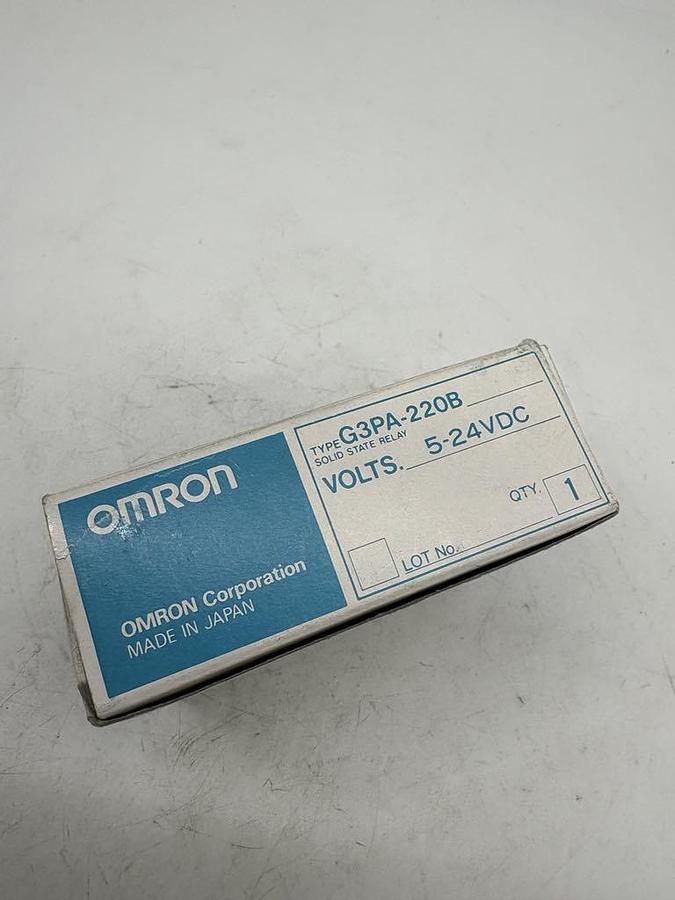 OMRON
OMRON Corporation
MADE IN JAPAN
TYPE G3PA-220B
SOLID STATE RELAY
VOLTS. 5-24VDC
QTY. 1
LOT No.